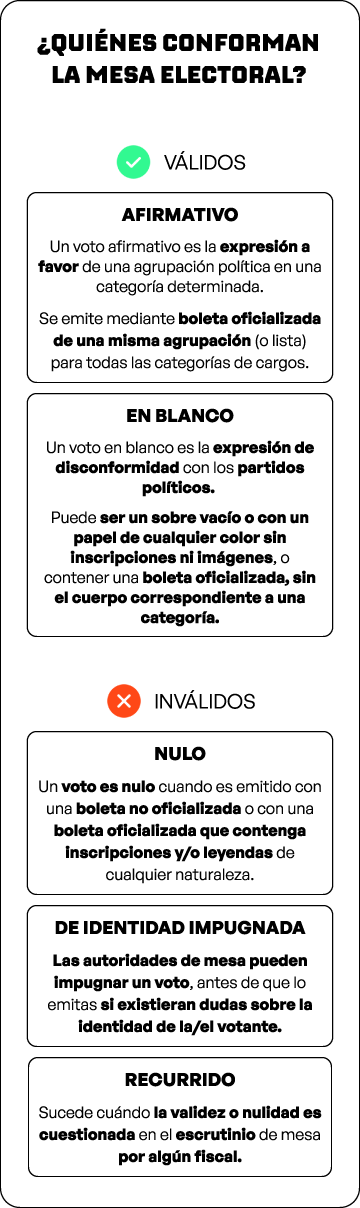 ¿QUIÉNES CONFORMAN
LA MESA ELECTORAL?
VÁLIDOS
AFIRMATIVO
Un voto afirmativo es la expresión a
favor de una agrupación política en una
categoría determinada.
Se emite mediante boleta oficializada
de una misma agrupación (o lista)
para todas las categorías de cargos.
EN BLANCO
Un voto en blanco es la expresión de
disconformidad con los partidos
políticos.
Puede ser un sobre vacío o con un
papel de cualquier color sin
inscripciones ni imágenes, o
contener una boleta oficializada, sin
el cuerpo correspondiente a una
categoría.
INVÁLIDOS
NULO
Un voto es nulo cuando es emitido con
una boleta no oficializada o con una
boleta oficializada que contenga
inscripciones y/o leyendas de
cualquier naturaleza.
DE IDENTIDAD IMPUGNADA
Las autoridades de mesa pueden
impugnar un voto, antes de que lo
emitas si existieran dudas sobre la
identidad de la/el votante.
RECURRIDO
Sucede cuándo la validez o nulidad es
cuestionada en el escrutinio de mesa
por algún fiscal.